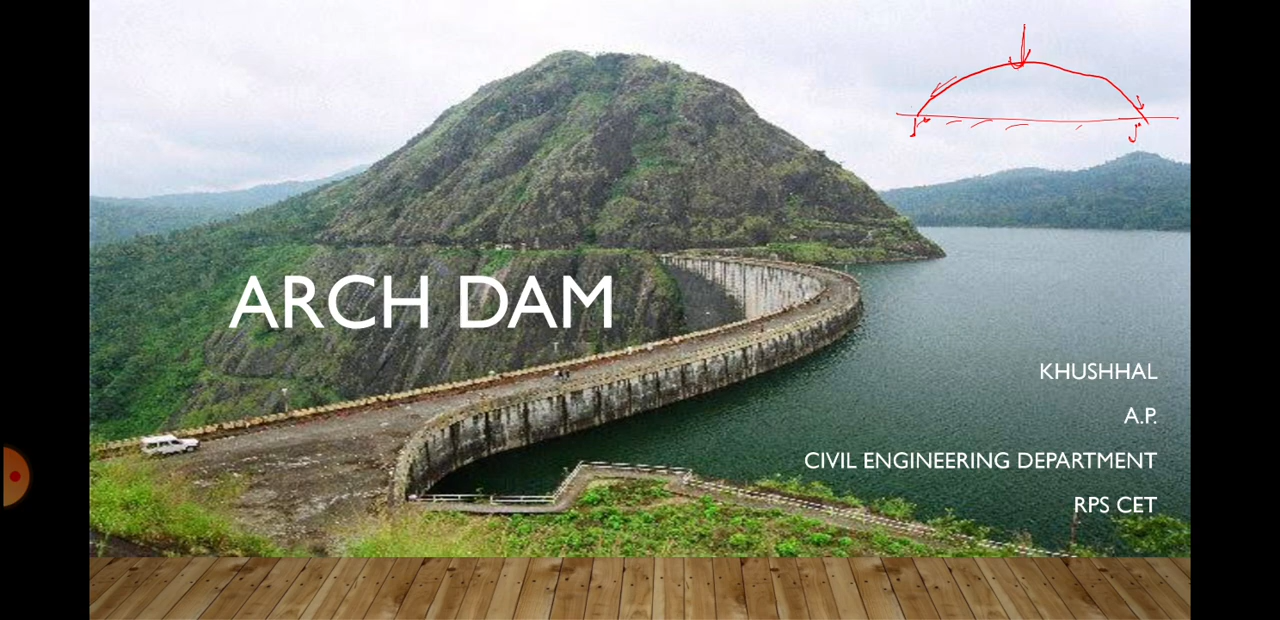 ARCH DAM
KHUSHHAL
A.P.
CIVIL ENGINEERING DEPARTMENT
RPS CET